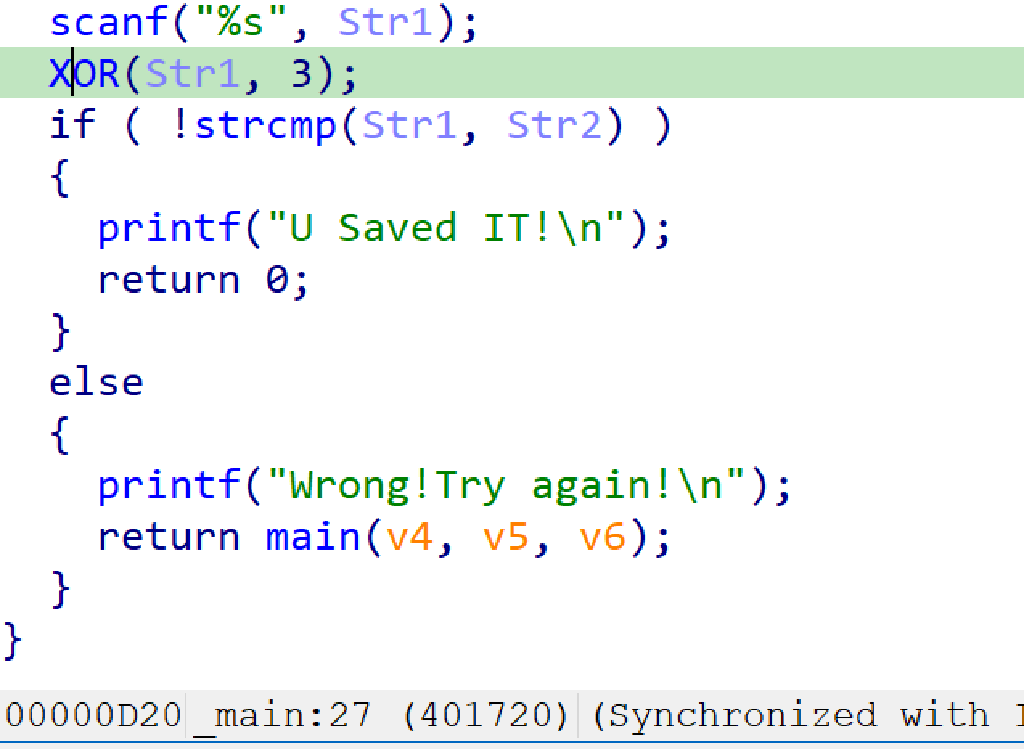 scanf("%s", Str1);
XOR(Str1, 3);
if ( !strcmp(Str1, Str2) )
{
printf("U Saved IT!\n");
return 0;
}
else
{
printf("Wrong!Try again!\n");
return main(v4, v5, v6);
}
}
00000D20 _main:27 (401720) (Synchronized with